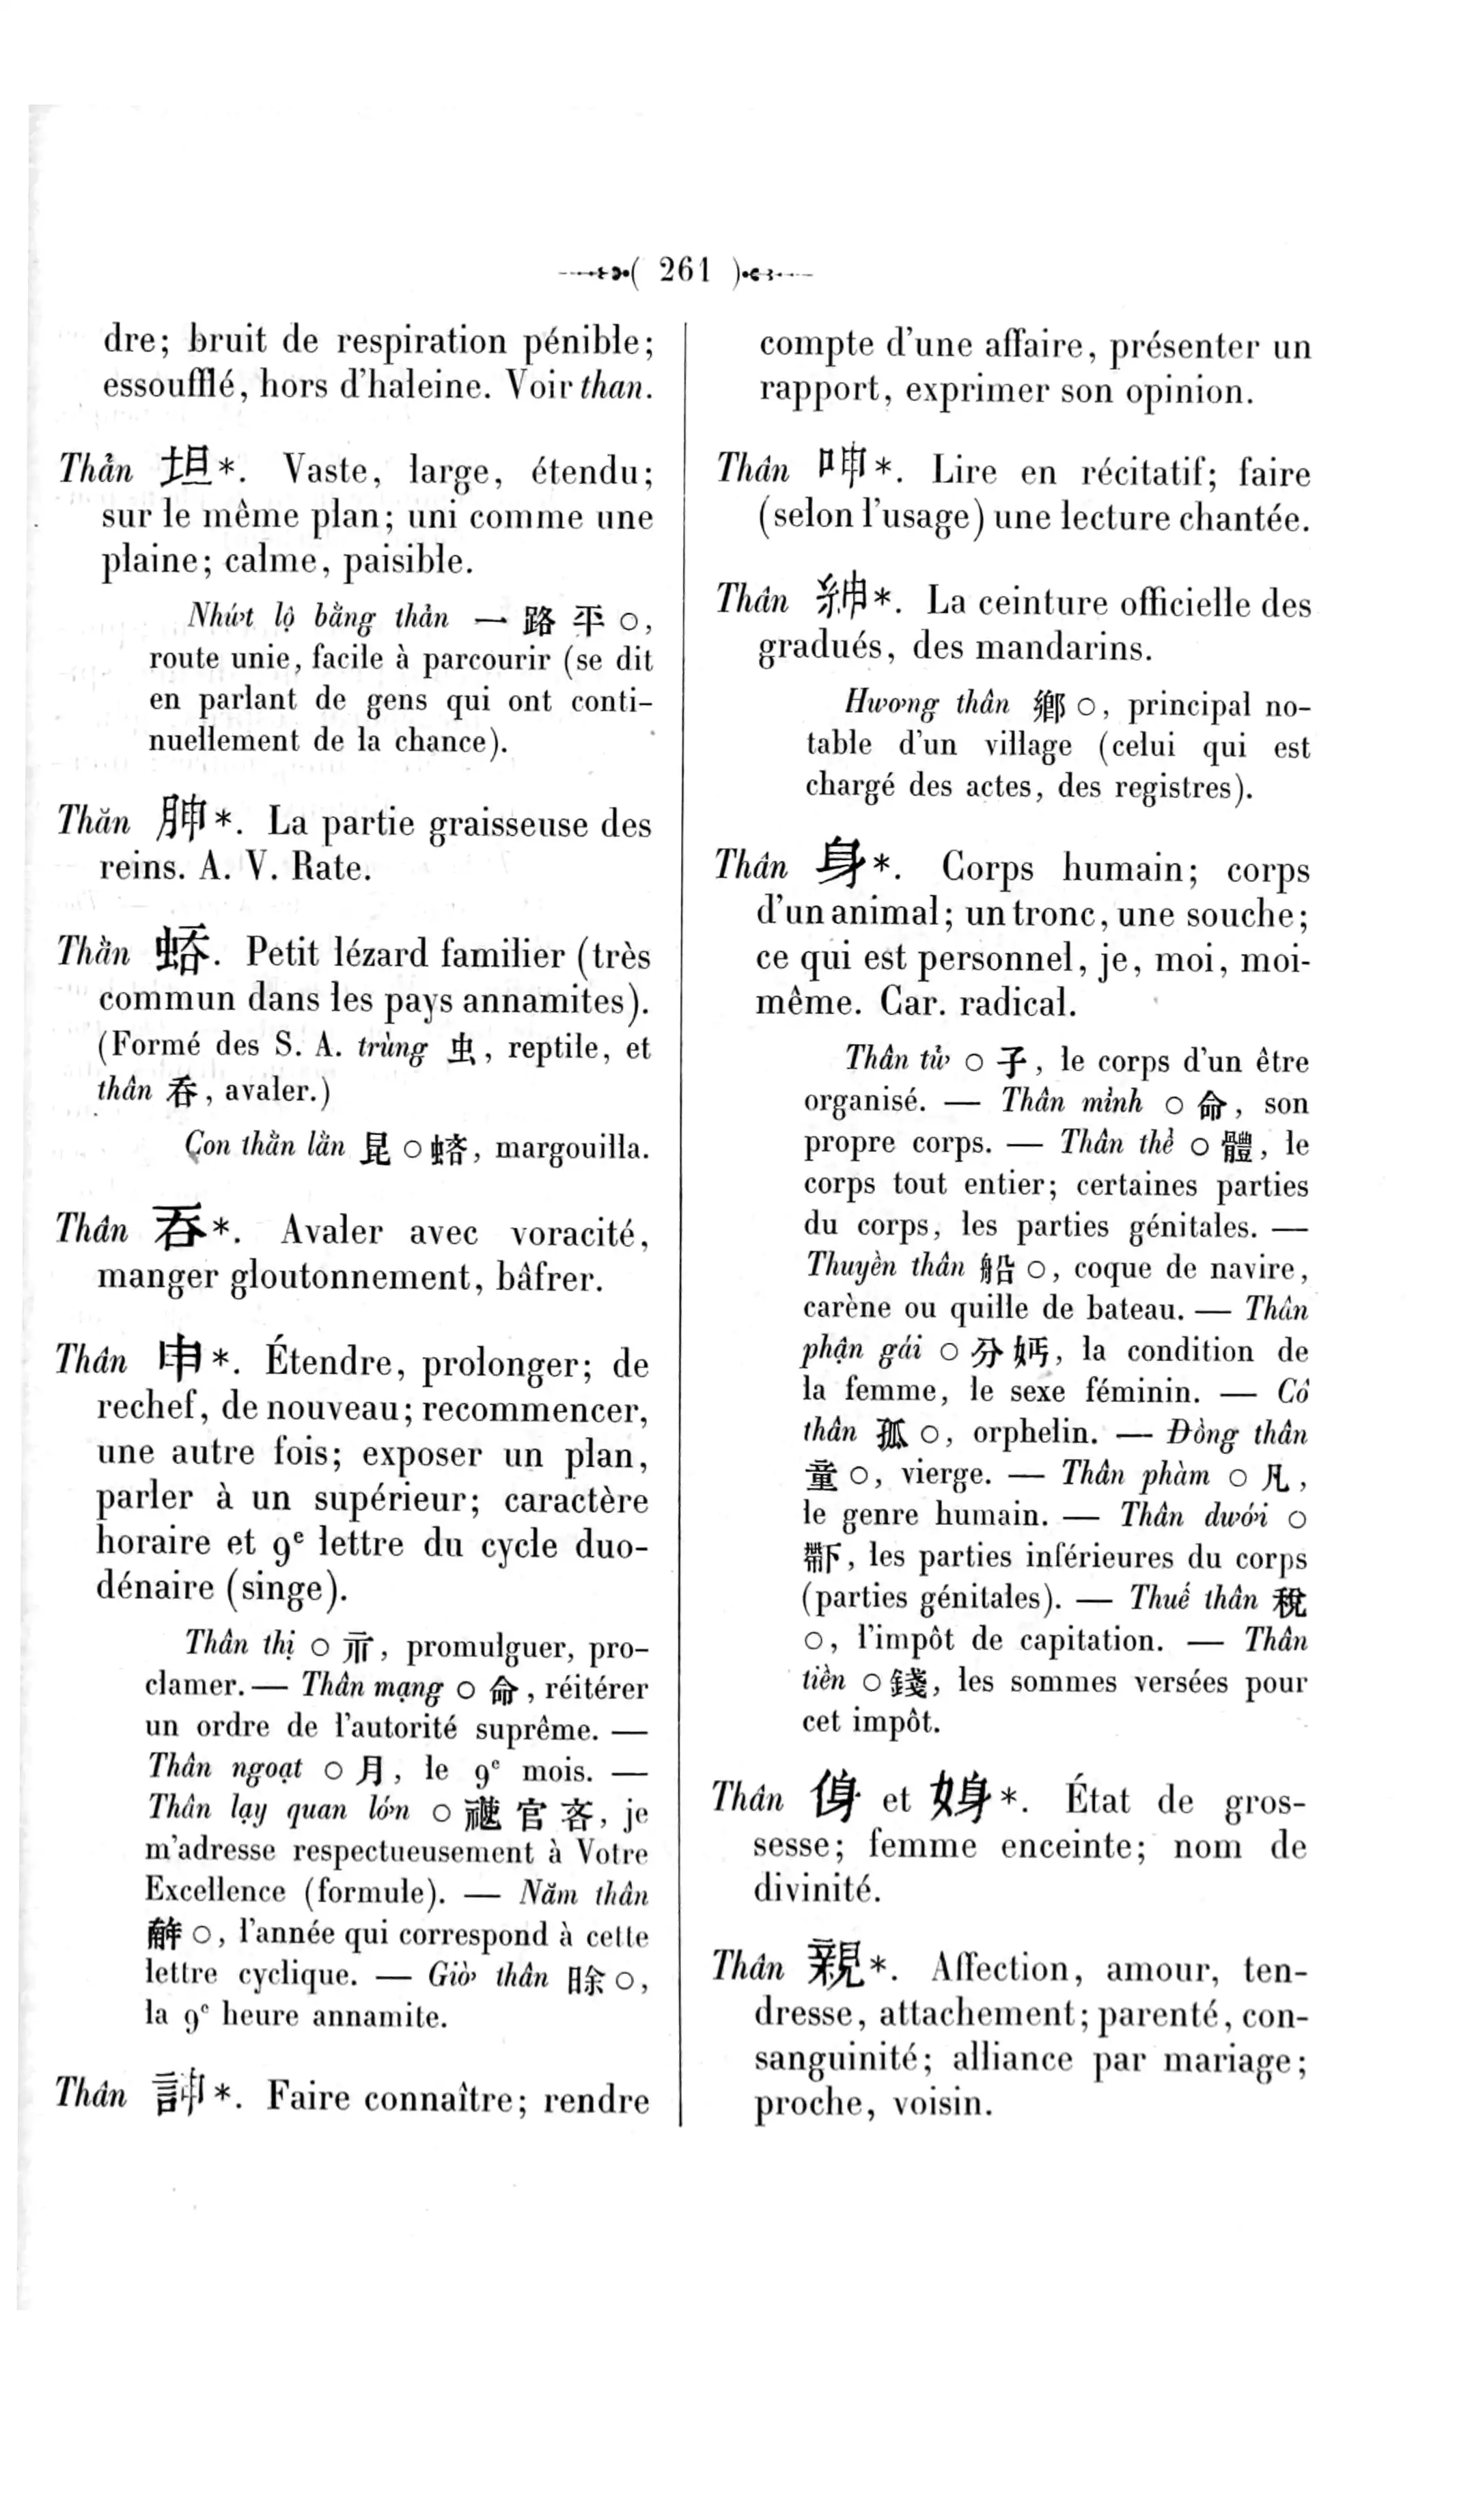 ( 261 )
dre; bruit de respiration pénible;
essoufflé, hors d'haleine. Voir than.
Thản 坦*. Vaste, large, étendu;
sur le même plan; uni comme une
plaine; calme, paisible.
Nhứt lộ bằng thản 一 路 平 ○,
route unie, facile à parcourir (se dit
en parlant de gens qui ont conti-
nuellement de la chance).
Thăn 胂*. La partie graisseuse des
reins. A. V. Rate.
Thằn 蚕. Petit lézard familier (très
commun dans les pays annamites).
(Formé des S. A. trùng 虫, reptile, et
thân 吞, avaler.)
Con thằn lằn 昆 ○, margouilla.
Thân 吞*. Avaler avec voracité,
manger gloutonnement, bâfrer.
Thân 申*. Étendre, prolonger; de
rechef, de nouveau; recommencer,
une autre fois; exposer un plan,
parler à un supérieur; caractère
horaire et 9e lettre du cycle duo-
dénaire (singe).
Thân thị ○ 示, promulguer, pro-
clamer. — Thân mạng ○ 命, réitérer
un ordre de l'autorité suprême. —
Thân ngoạt ○ 月, le 9e mois. —
Thân lạy quan lớn ○ 官, je
m'adresse respectueusement à Votre
Excellence (formule). — Năm thân
○, l'année qui correspond à cette
lettre cyclique. — Giờ thân ○,
la 9e heure annamite.
Thân 訷*. Faire connaître; rendre
compte d'une affaire, présenter un
rapport, exprimer son opinion.
Thân 呻*. Lire en récitatif; faire
(selon l'usage) une lecture chantée.
Thân 紳*. La ceinture officielle des
gradués, des mandarins.
Hương thân 鄉 ○, principal no-
table d'un village (celui qui est
chargé des actes, des registres).
Thân 身*. Corps humain; corps
d'un animal; un tronc, une souche;
ce qui est personnel, je, moi, moi-
même. Car. radical.
Thân tử ○ 子, le corps d'un être
organisé. — Thân mình ○ 命, son
propre corps. — Thân thể ○ 體, le
corps tout entier; certaines parties
du corps, les parties génitales. —
Thuyền thân 船 ○, coque de navire,
carène ou quille de bateau. — Thân
phận gái ○ 分, la condition de
la femme, le sexe féminin. — Cô
thân 孤 ○, orphelin. — Đồng thân
童 ○, vierge. — Thân phàm ○ 凡,
le genre humain. — Thân dưới ○
, les parties inférieures du corps
(parties génitales). — Thuế thân 稅
○, l'impôt de capitation. — Thân
tiền ○ 錢, les sommes versées pour
cet impôt.
Thân 㑗 et 娠*. État de gros-
sesse; femme enceinte; nom de
divinité.
Thân 親*. Affection, amour, ten-
dresse, attachement; parenté, con-
sanguinité; alliance par mariage;
proche, voisin.